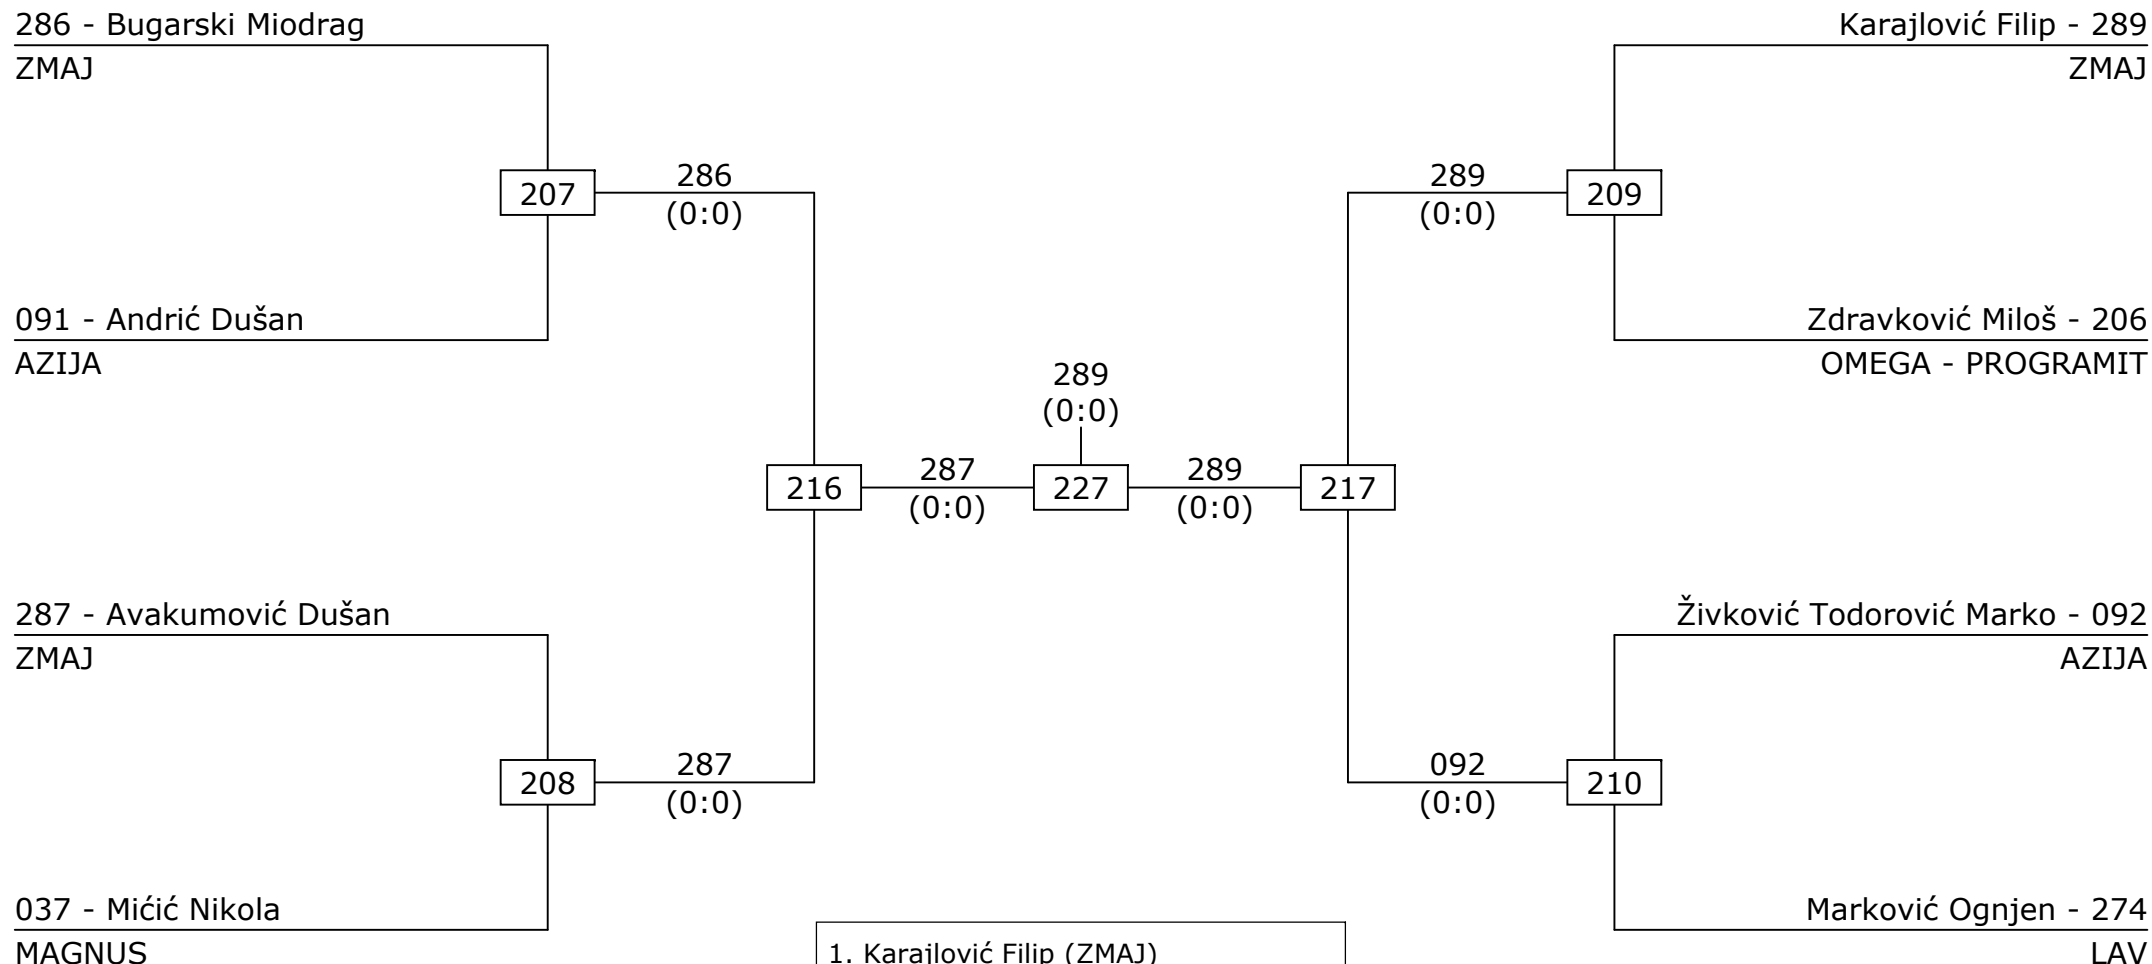 286 - Bugarski Miodrag
ZMAJ
Karajlović Filip - 289
ZMAJ
207
286
(0:0)
289
(0:0)
209
091 - Andrić Dušan
AZIJA
Zdravković Miloš - 206
OMEGA - PROGRAMIT
289
(0:0)
216
287
(0:0)
227
289
(0:0)
217
287 - Avakumović Dušan
ZMAJ
Živković Todorović Marko - 092
AZIJA
208
287
(0:0)
092
(0:0)
210
037 - Mićić Nikola
MAGNUS
Marković Ognjen - 274
LAV
1. Karajlović Filip (ZMAJ)